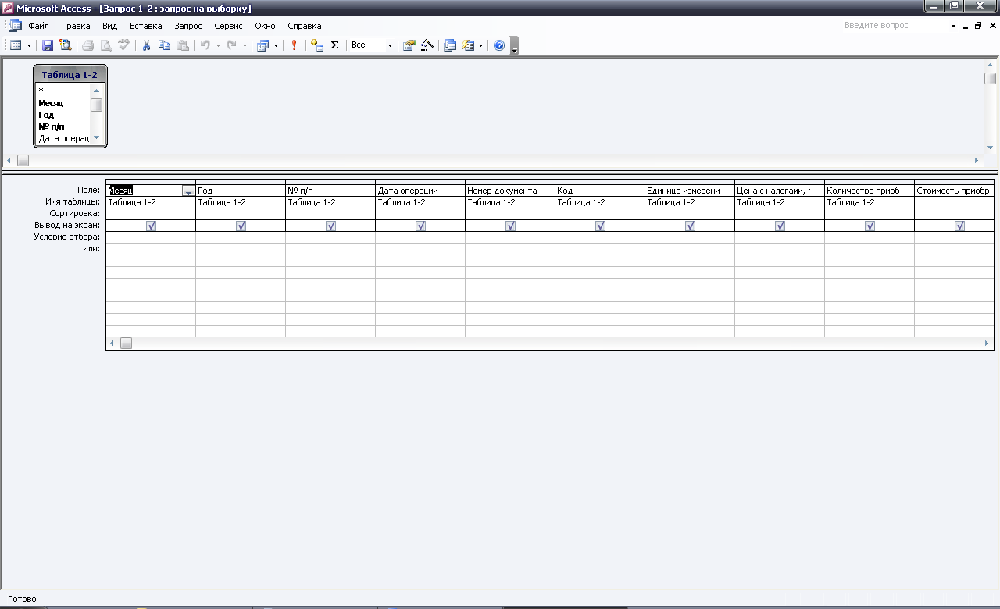 Microsoft Access - [Запрос 1-2 : запрос на выборку]
Файл Правка Вид Вставка Запрос Сервис Окно Справка Введите вопрос
Все
Таблица 1-2
*
Месяц
Год
№ п/п
Дата операц
Поле: Месяц Год № п/п Дата операции Номер документа Код Единица измерени Цена с налогами, г Количество приоб Стоимость приобр
Имя таблицы: Таблица 1-2 Таблица 1-2 Таблица 1-2 Таблица 1-2 Таблица 1-2 Таблица 1-2 Таблица 1-2 Таблица 1-2 Таблица 1-2
Сортировка:
Вывод на экран:
Условие отбора:
или:
Готово